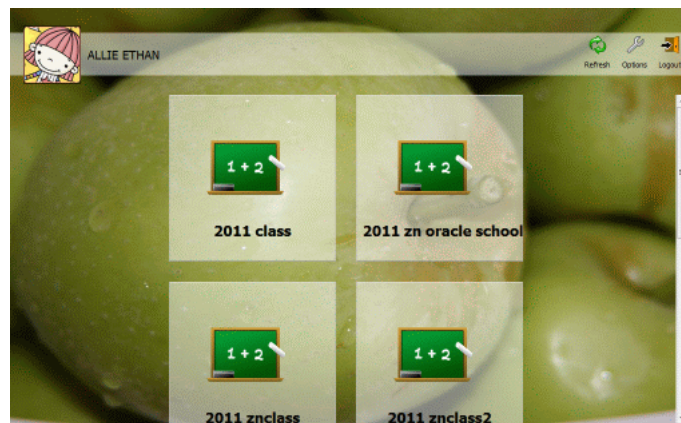 ALLIE ETHAN
Refresh Options Logout
1 + 2
1 + 2
2011 class
2011 zn oracle school
1 + 2
1 + 2
2011 znclass
2011 znclass2